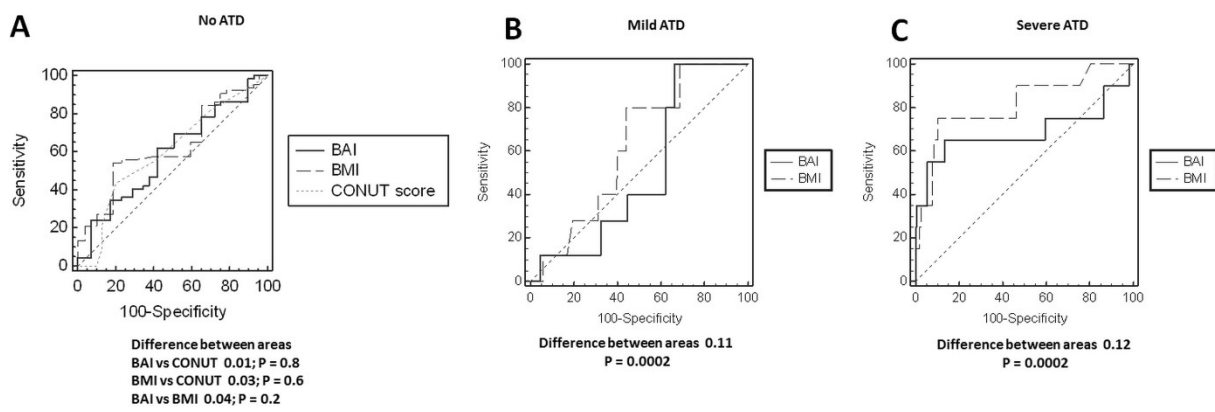 A
No ATD
Sensitivity
100
80
60
40
20
0
0 20 40 60 80 100
100-Specificity
BAI
BMI
CONUT score
Difference between areas
BAI vs CONUT 0.01; P = 0.8
BMI vs CONUT 0.03; P = 0.6
BAI vs BMI 0.04; P = 0.2
B
Mild ATD
Sensitivity
100
80
60
40
20
0
0 20 40 60 80 100
100-Specificity
BAI
BMI
Difference between areas 0.11
P = 0.0002
C
Severe ATD
Sensitivity
100
80
60
40
20
0
0 20 40 60 80 100
100-Specificity
BAI
BMI
Difference between areas 0.12
P = 0.0002